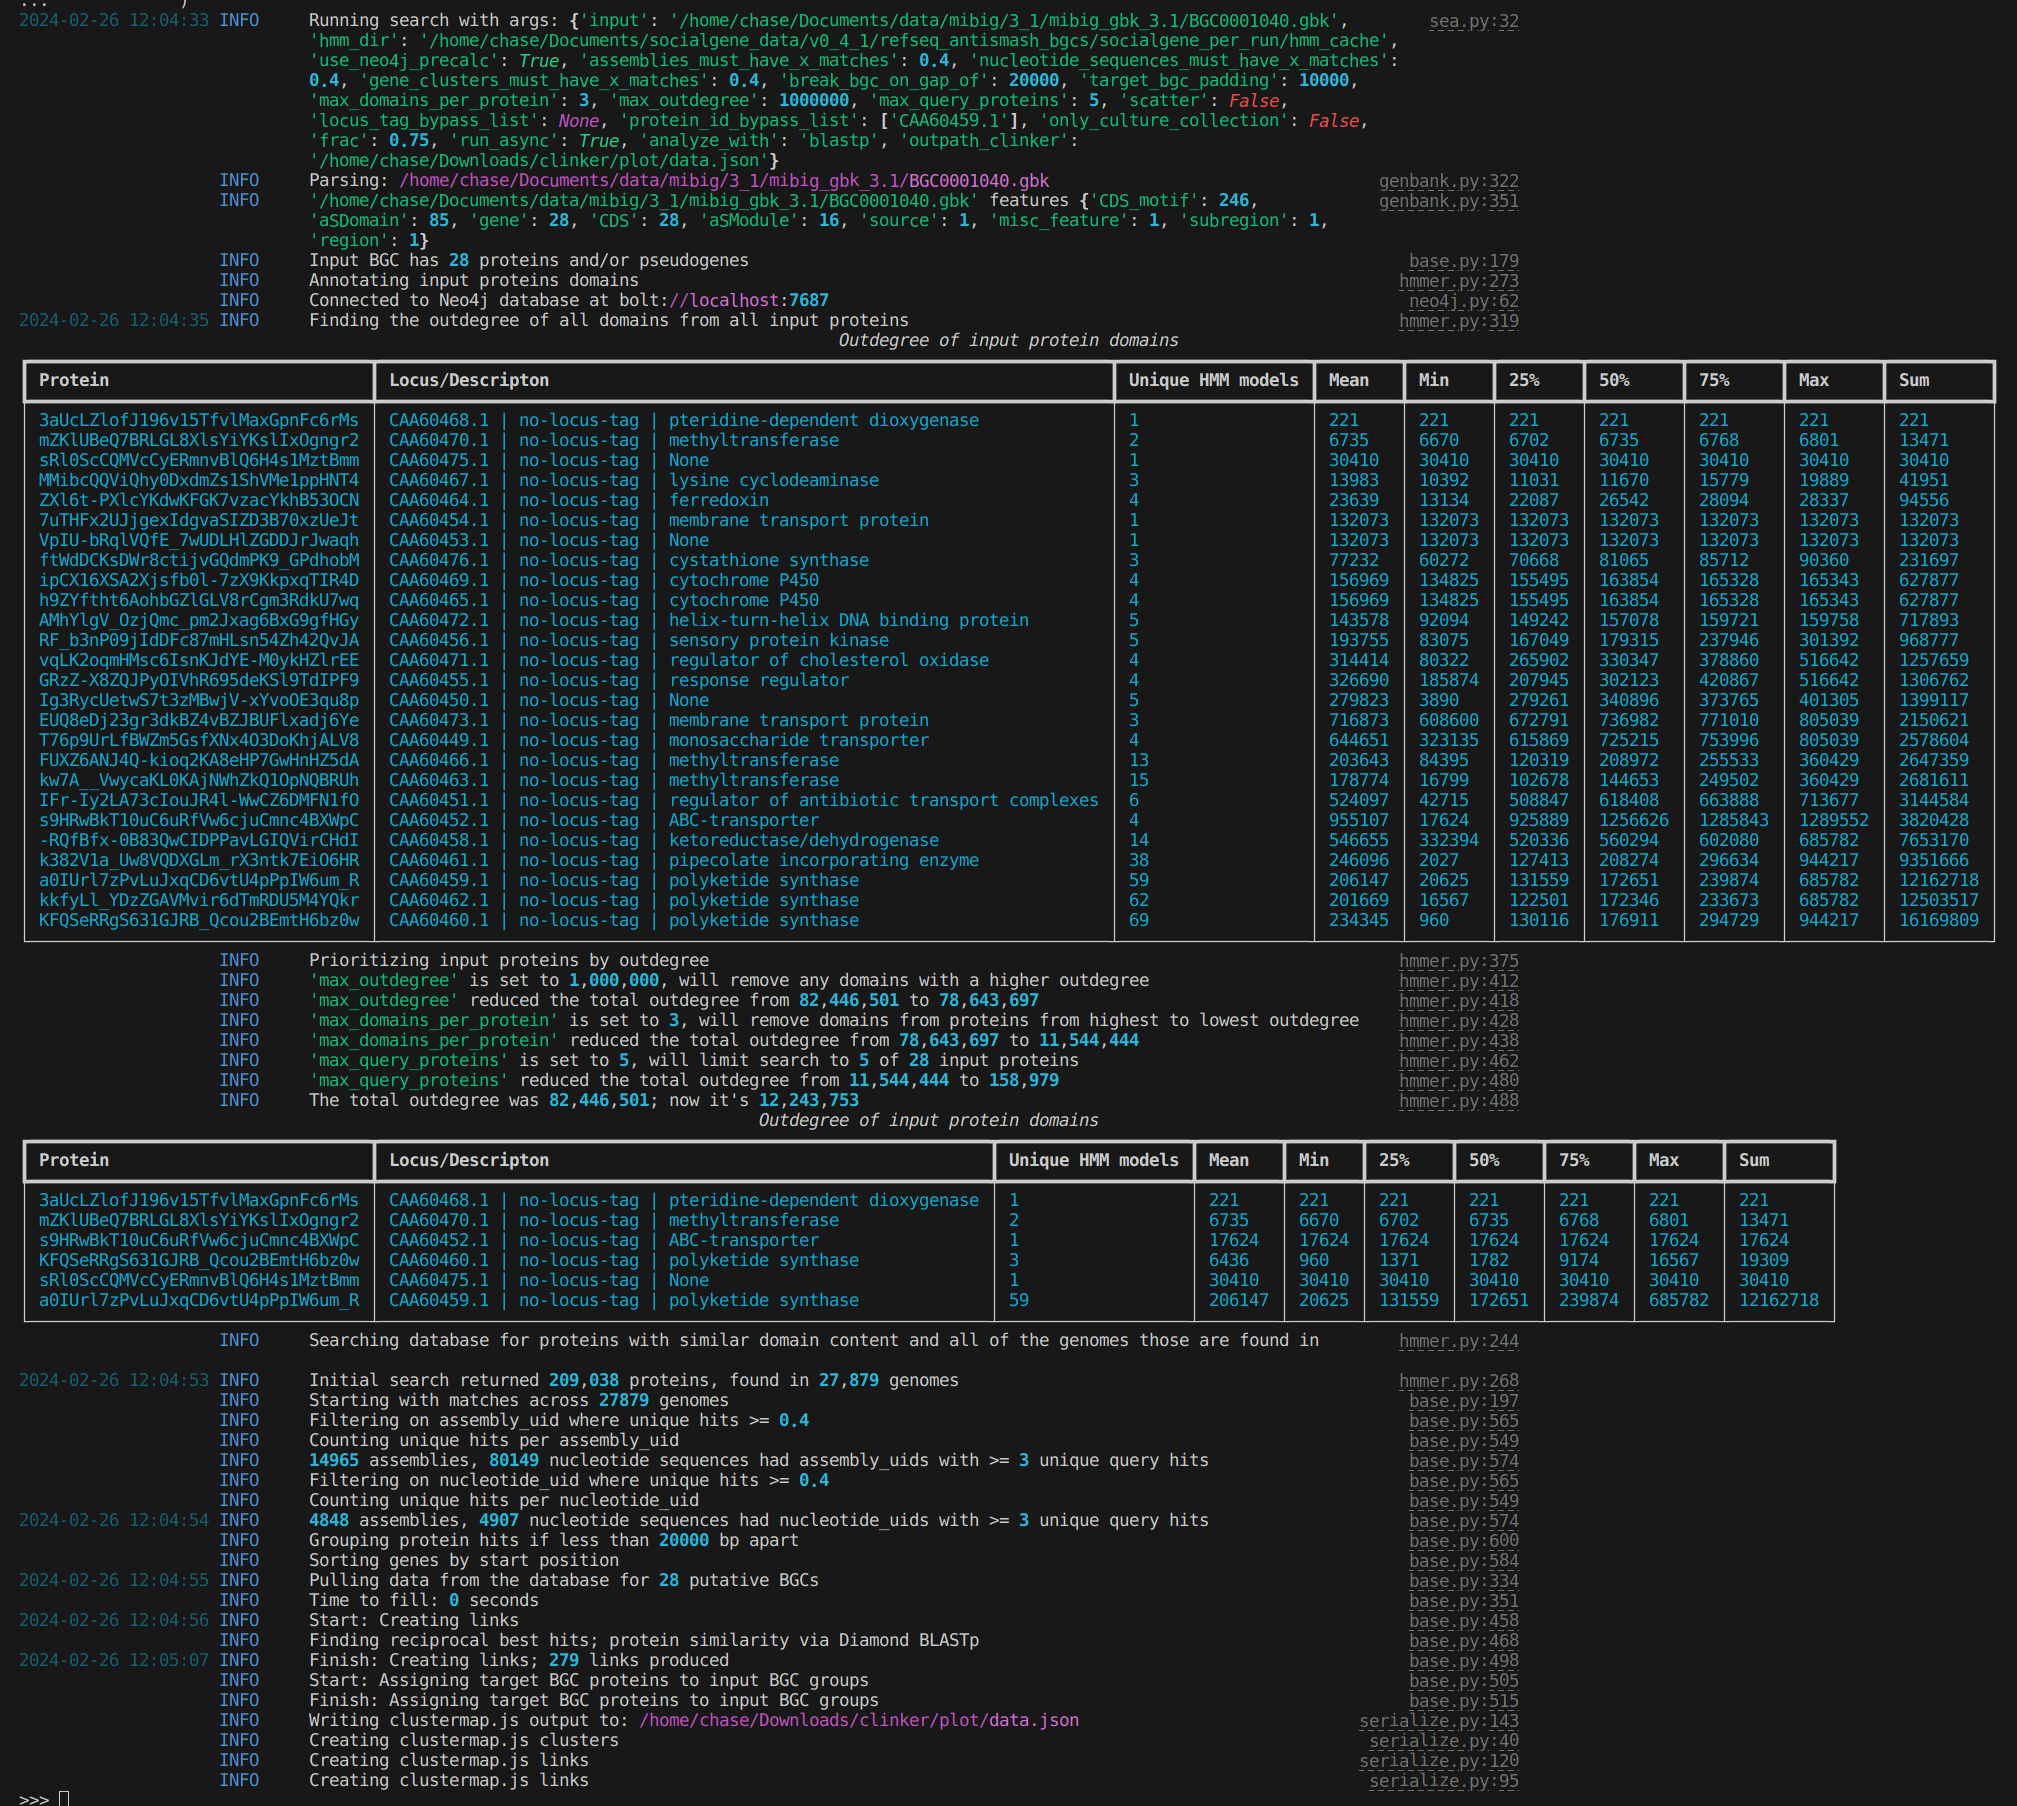 ...             )
2024-02-26 12:04:33 INFO     Running search with args: {'input': '/home/chase/Documents/data/mibig/3_1/mibig_gbk_3.1/BGC0001040.gbk',        sea.py:32
'hmm_dir': '/home/chase/Documents/socialgene_data/v0_4_1/refseq_antismash_bgcs/socialgene_per_run/hmm_cache',
'use_neo4j_precalc': True, 'assemblies_must_have_x_matches': 0.4, 'nucleotide_sequences_must_have_x_matches':
0.4, 'gene_clusters_must_have_x_matches': 0.4, 'break_bgc_on_gap_of': 20000, 'target_bgc_padding': 10000,
'max_domains_per_protein': 3, 'max_outdegree': 1000000, 'max_query_proteins': 5, 'scatter': False,
'locus_tag_bypass_list': None, 'protein_id_bypass_list': ['CAA60459.1'], 'only_culture_collection': False,
'frac': 0.75, 'run_async': True, 'analyze_with': 'blastp', 'outpath_clinker':
'/home/chase/Downloads/clinker/plot/data.json'}
INFO     Parsing: /home/chase/Documents/data/mibig/3_1/mibig_gbk_3.1/BGC0001040.gbk     genbank.py:322
INFO     '/home/chase/Documents/data/mibig/3_1/mibig_gbk_3.1/BGC0001040.gbk' features {'CDS_motif': 246,     genbank.py:351
'aSDomain': 85, 'gene': 28, 'CDS': 28, 'aSModule': 16, 'source': 1, 'misc_feature': 1, 'subregion': 1,
'region': 1}
INFO     Input BGC has 28 proteins and/or pseudogenes     base.py:179
INFO     Annotating input proteins domains     hmmer.py:273
INFO     Connected to Neo4j database at bolt://localhost:7687     neo4j.py:62
2024-02-26 12:04:35 INFO     Finding the outdegree of all domains from all input proteins     hmmer.py:319
Outdegree of input protein domains
Protein | Locus/Descripton | Unique HMM models | Mean | Min | 25% | 50% | 75% | Max | Sum
3aUcLZlofJ196v15TfvlMaxGpnFc6rMs | CAA60468.1 | no-locus-tag | pteridine-dependent dioxygenase | 1 | 221 | 221 | 221 | 221 | 221 | 221 | 221
mZKlUBeQ7BRLGL8XlsYiYKslIxOgngr2 | CAA60470.1 | no-locus-tag | methyltransferase | 2 | 6735 | 6670 | 6702 | 6735 | 6768 | 6801 | 13471
sRl0ScCQMVcCyERmnvBlQ6H4s1MztBmm | CAA60475.1 | no-locus-tag | None | 1 | 30410 | 30410 | 30410 | 30410 | 30410 | 30410 | 30410
MMibcQQViQhy0DxdmZs1ShVMe1ppHNT4 | CAA60467.1 | no-locus-tag | lysine cyclodeaminase | 3 | 13983 | 10392 | 11031 | 11670 | 15779 | 19889 | 41951
ZXl6t-PXlcYKdwKFGK7vzacYkhB53OCN | CAA60464.1 | no-locus-tag | ferredoxin | 4 | 23639 | 13134 | 22087 | 26542 | 28094 | 28337 | 94556
7uTHFx2UJjgexIdgvaSIZD3B70xzUeJt | CAA60454.1 | no-locus-tag | membrane transport protein | 1 | 132073 | 132073 | 132073 | 132073 | 132073 | 132073 | 132073
VpIU-bRqlVQfE_7wUDLHlZGDDJrJwaqh | CAA60453.1 | no-locus-tag | None | 1 | 132073 | 132073 | 132073 | 132073 | 132073 | 132073 | 132073
ftWdDCKsDWr8ctijvGQdmPK9_GPdhobM | CAA60476.1 | no-locus-tag | cystathione synthase | 3 | 77232 | 60272 | 70668 | 81065 | 85712 | 90360 | 231697
ipCX16XSA2Xjsfb0l-7zX9KkpxqTIR4D | CAA60469.1 | no-locus-tag | cytochrome P450 | 4 | 156969 | 134825 | 155495 | 163854 | 165328 | 165343 | 627877
h9ZYftht6AohbGZlGLV8rCgm3RdkU7wq | CAA60465.1 | no-locus-tag | cytochrome P450 | 4 | 156969 | 134825 | 155495 | 163854 | 165328 | 165343 | 627877
AMhYlgV_OzjQmc_pm2Jxag6BxG9gfHGy | CAA60472.1 | no-locus-tag | helix-turn-helix DNA binding protein | 5 | 143578 | 92094 | 149242 | 157078 | 159721 | 159758 | 717893
RF_b3nP09jIdDFc87mHLsn54Zh42QvJA | CAA60456.1 | no-locus-tag | sensory protein kinase | 5 | 193755 | 83075 | 167049 | 179315 | 237946 | 301392 | 968777
vqLK2oqmHMsc6IsnKJdYE-M0ykHZlrEE | CAA60471.1 | no-locus-tag | regulator of cholesterol oxidase | 4 | 314414 | 80322 | 265902 | 330347 | 378860 | 516642 | 1257659
GRzZ-X8ZQJPyOIVhR695deKSl9TdIPF9 | CAA60455.1 | no-locus-tag | response regulator | 4 | 326690 | 185874 | 207945 | 302123 | 420867 | 516642 | 1306762
Ig3RycUetwS7t3zMBwjV-xYvoOE3qu8p | CAA60450.1 | no-locus-tag | None | 5 | 279823 | 3890 | 279261 | 340896 | 373765 | 401305 | 1399117
EUQ8eDj23gr3dkBZ4vBZJBUFlxadj6Ye | CAA60473.1 | no-locus-tag | membrane transport protein | 3 | 716873 | 608600 | 672791 | 736982 | 771010 | 805039 | 2150621
T76p9UrLfBWZm5GsfXNx4O3DoKhjALV8 | CAA60449.1 | no-locus-tag | monosaccharide transporter | 4 | 644651 | 323135 | 615869 | 725215 | 753996 | 805039 | 2578604
FUXZ6ANJ4Q-kioq2KA8eHP7GwHnHZ5dA | CAA60466.1 | no-locus-tag | methyltransferase | 13 | 203643 | 84395 | 120319 | 208972 | 255533 | 360429 | 2647359
kw7A__VwycaKL0KAjNWhZkQ1OpNQBRUh | CAA60463.1 | no-locus-tag | methyltransferase | 15 | 178774 | 16799 | 102678 | 144653 | 249502 | 360429 | 2681611
IFr-Iy2LA73cIouJR4l-WwCZ6DMFN1fO | CAA60451.1 | no-locus-tag | regulator of antibiotic transport complexes | 6 | 524097 | 42715 | 508847 | 618408 | 663888 | 713677 | 3144584
s9HRwBkT10uC6uRfVw6cjuCmnc4BXWpC | CAA60452.1 | no-locus-tag | ABC-transporter | 4 | 955107 | 17624 | 925889 | 1256626 | 1285843 | 1289552 | 3820428
-RQfBfx-0B83QwCIDPPavLGIQVirCHdI | CAA60458.1 | no-locus-tag | ketoreductase/dehydrogenase | 14 | 546655 | 332394 | 520336 | 560294 | 602080 | 685782 | 7653170
k382V1a_Uw8VQDXGLm_rX3ntk7EiO6HR | CAA60461.1 | no-locus-tag | pipecolate incorporating enzyme | 38 | 246096 | 2027 | 127413 | 208274 | 296634 | 944217 | 9351666
a0IUrl7zPvLuJxqCD6vtU4pPpIW6um_R | CAA60459.1 | no-locus-tag | polyketide synthase | 59 | 206147 | 20625 | 131559 | 172651 | 239874 | 685782 | 12162718
kkfyLl_YDzZGAVMvir6dTmRDU5M4YQkr | CAA60462.1 | no-locus-tag | polyketide synthase | 62 | 201669 | 16567 | 122501 | 172346 | 233673 | 685782 | 12503517
KFQSeRRgS631GJRB_Qcou2BEmtH6bz0w | CAA60460.1 | no-locus-tag | polyketide synthase | 69 | 234345 | 960 | 130116 | 176911 | 294729 | 944217 | 16169809
INFO     Prioritizing input proteins by outdegree     hmmer.py:375
INFO     'max_outdegree' is set to 1,000,000, will remove any domains with a higher outdegree     hmmer.py:412
INFO     'max_outdegree' reduced the total outdegree from 82,446,501 to 78,643,697     hmmer.py:418
INFO     'max_domains_per_protein' is set to 3, will remove domains from proteins from highest to lowest outdegree     hmmer.py:428
INFO     'max_domains_per_protein' reduced the total outdegree from 78,643,697 to 11,544,444     hmmer.py:438
INFO     'max_query_proteins' is set to 5, will limit search to 5 of 28 input proteins     hmmer.py:462
INFO     'max_query_proteins' reduced the total outdegree from 11,544,444 to 158,979     hmmer.py:480
INFO     The total outdegree was 82,446,501; now it's 12,243,753     hmmer.py:488
Outdegree of input protein domains
Protein | Locus/Descripton | Unique HMM models | Mean | Min | 25% | 50% | 75% | Max | Sum
3aUcLZlofJ196v15TfvlMaxGpnFc6rMs | CAA60468.1 | no-locus-tag | pteridine-dependent dioxygenase | 1 | 221 | 221 | 221 | 221 | 221 | 221 | 221
mZKlUBeQ7BRLGL8XlsYiYKslIxOgngr2 | CAA60470.1 | no-locus-tag | methyltransferase | 2 | 6735 | 6670 | 6702 | 6735 | 6768 | 6801 | 13471
s9HRwBkT10uC6uRfVw6cjuCmnc4BXWpC | CAA60452.1 | no-locus-tag | ABC-transporter | 1 | 17624 | 17624 | 17624 | 17624 | 17624 | 17624 | 17624
KFQSeRRgS631GJRB_Qcou2BEmtH6bz0w | CAA60460.1 | no-locus-tag | polyketide synthase | 3 | 6436 | 960 | 1371 | 1782 | 9174 | 16567 | 19309
sRl0ScCQMVcCyERmnvBlQ6H4s1MztBmm | CAA60475.1 | no-locus-tag | None | 1 | 30410 | 30410 | 30410 | 30410 | 30410 | 30410 | 30410
a0IUrl7zPvLuJxqCD6vtU4pPpIW6um_R | CAA60459.1 | no-locus-tag | polyketide synthase | 59 | 206147 | 20625 | 131559 | 172651 | 239874 | 685782 | 12162718
INFO     Searching database for proteins with similar domain content and all of the genomes those are found in     hmmer.py:244
2024-02-26 12:04:53 INFO     Initial search returned 209,038 proteins, found in 27,879 genomes     hmmer.py:268
INFO     Starting with matches across 27879 genomes     base.py:197
INFO     Filtering on assembly_uid where unique hits >= 0.4     base.py:565
INFO     Counting unique hits per assembly_uid     base.py:549
INFO     14965 assemblies, 80149 nucleotide sequences had assembly_uids with >= 3 unique query hits     base.py:574
INFO     Filtering on nucleotide_uid where unique hits >= 0.4     base.py:565
INFO     Counting unique hits per nucleotide_uid     base.py:549
2024-02-26 12:04:54 INFO     4848 assemblies, 4907 nucleotide sequences had nucleotide_uids with >= 3 unique query hits     base.py:574
INFO     Grouping protein hits if less than 20000 bp apart     base.py:600
INFO     Sorting genes by start position     base.py:584
2024-02-26 12:04:55 INFO     Pulling data from the database for 28 putative BGCs     base.py:334
INFO     Time to fill: 0 seconds     base.py:351
2024-02-26 12:04:56 INFO     Start: Creating links     base.py:458
INFO     Finding reciprocal best hits; protein similarity via Diamond BLASTp     base.py:468
2024-02-26 12:05:07 INFO     Finish: Creating links; 279 links produced     base.py:498
INFO     Start: Assigning target BGC proteins to input BGC groups     base.py:505
INFO     Finish: Assigning target BGC proteins to input BGC groups     base.py:515
INFO     Writing clustermap.js output to: /home/chase/Downloads/clinker/plot/data.json     serialize.py:143
INFO     Creating clustermap.js clusters     serialize.py:40
INFO     Creating clustermap.js links     serialize.py:120
INFO     Creating clustermap.js links     serialize.py:95
>>>